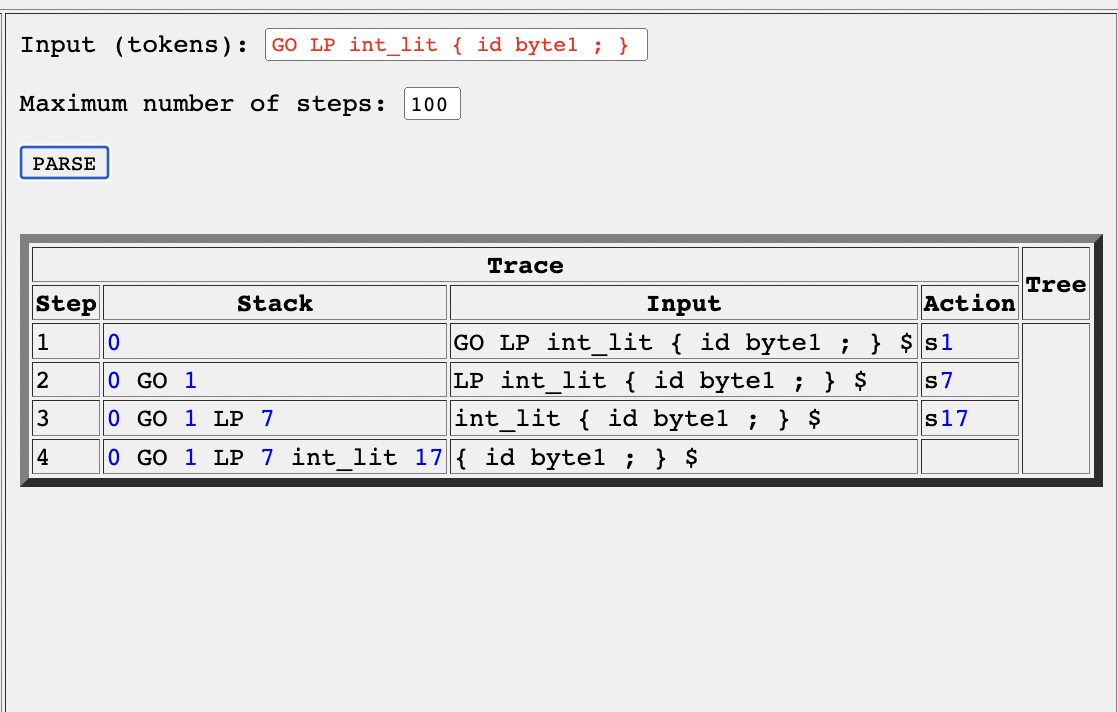 Input (tokens): GO LP int_lit { id byte1 ; }
Maximum number of steps: 100
PARSE
Trace Tree
Step Stack Input Action
1 0 GO LP int_lit { id byte1 ; } $ s1
2 0 GO 1 LP int_lit { id byte1 ; } $ s7
3 0 GO 1 LP 7 int_lit { id byte1 ; } $ s17
4 0 GO 1 LP 7 int_lit 17 { id byte1 ; } $